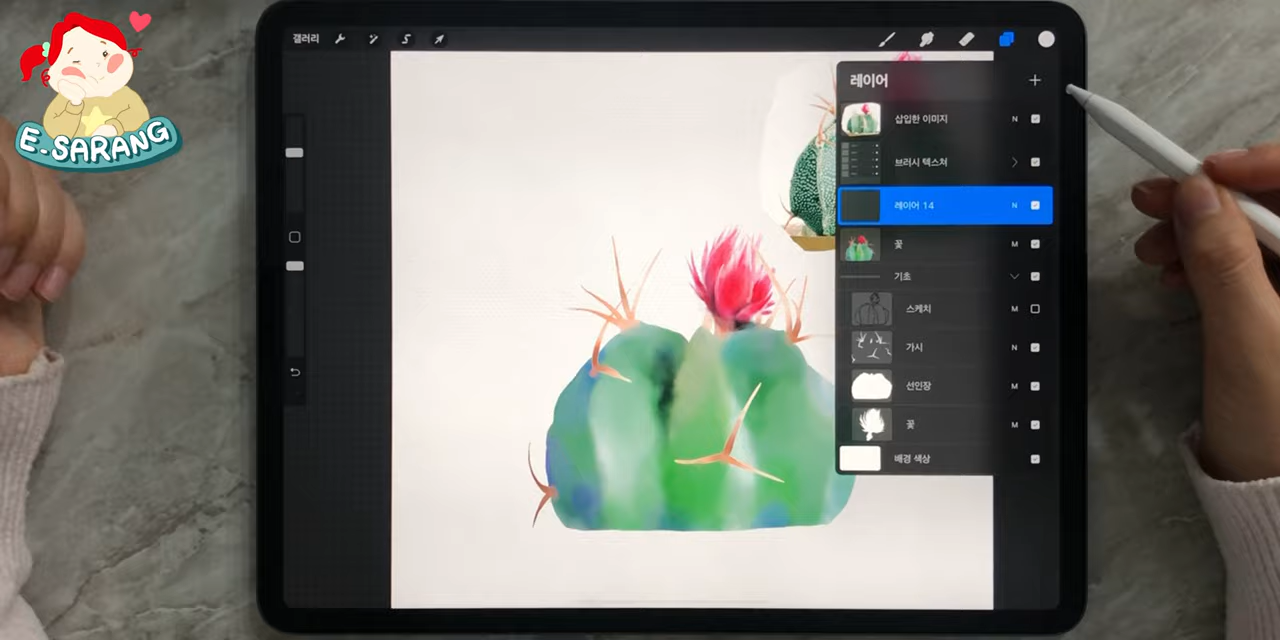 E-SARANG
갤러리
레이어
삽입한 이미지 N
브러시 텍스처
레이어 14 N
꽃 M
기초
스케치 M
가시 N
선인장 M
꽃 M
배경 색상